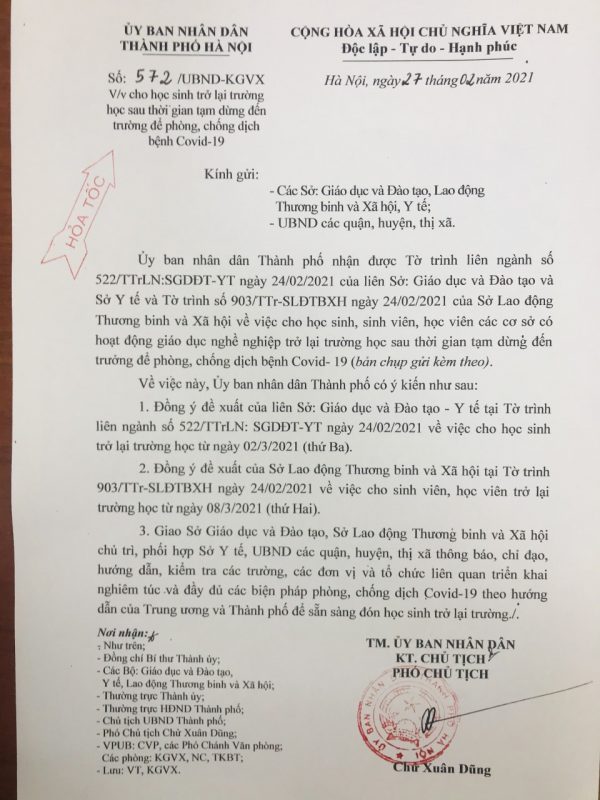 ỦY BAN NHÂN DÂN
THÀNH PHỐ HÀ NỘI
CỘNG HÒA XÃ HỘI CHỦ NGHĨA VIỆT NAM
Độc lập - Tự do - Hạnh phúc
Số: 572 /UBND-KGVX
V/v cho học sinh trở lại trường
học sau thời gian tạm dừng đến
trường để phòng, chống dịch
bệnh Covid-19
Hà Nội, ngày 27 tháng 02 năm 2021
HỎA TỐC
Kính gửi:
- Các Sở: Giáo dục và Đào tạo, Lao động
Thương binh và Xã hội, Y tế;
- UBND các quận, huyện, thị xã.
Ủy ban nhân dân Thành phố nhận được Tờ trình liên ngành số
522/TTrLN:SGDĐT-YT ngày 24/02/2021 của liên Sở: Giáo dục và Đào tạo và
Sở Y tế và Tờ trình số 903/TTr-SLĐTBXH ngày 24/02/2021 của Sở Lao động
Thương binh và Xã hội về việc cho học sinh, sinh viên, học viên các cơ sở có
hoạt động giáo dục nghề nghiệp trở lại trường học sau thời gian tạm dừng đến
trường để phòng, chống dịch bệnh Covid- 19 (bản chụp gửi kèm theo).
Về việc này, Ủy ban nhân dân Thành phố có ý kiến như sau:
1. Đồng ý đề xuất của liên Sở: Giáo dục và Đào tạo - Y tế tại Tờ trình
liên ngành số 522/TTrLN: SGDĐT-YT ngày 24/02/2021 về việc cho học sinh
trở lại trường học từ ngày 02/3/2021 (thứ Ba).
2. Đồng ý đề xuất của Sở Lao động Thương binh và Xã hội tại Tờ trình
903/TTr-SLĐTBXH ngày 24/02/2021 về việc cho sinh viên, học viên trở lại
trường học từ ngày 08/3/2021 (thứ Hai).
3. Giao Sở Giáo dục và Đào tạo, Sở Lao động Thương binh và Xã hội
chủ trì, phối hợp Sở Y tế, UBND các quận, huyện, thị xã thông báo, chỉ đạo,
hướng dẫn, kiểm tra các trường, các đơn vị và tổ chức liên quan triển khai
nghiêm túc và đầy đủ các biện pháp phòng, chống dịch Covid-19 theo hướng
dẫn của Trung ương và Thành phố để sẵn sàng đón học sinh trở lại trường./.
Nơi nhận:
- Như trên;
- Đồng chí Bí thư Thành ủy;
- Các Bộ: Giáo dục và Đào tạo,
Y tế, Lao động Thương binh và Xã hội;
- Thường trực Thành ủy;
- Thường trực HĐND Thành phố;
- Chủ tịch UBND Thành phố;
- Phó Chủ tịch Chử Xuân Dũng;
- VPUB: CVP, các Phó Chánh Văn phòng;
Các phòng: KGVX, NC, TKBT;
- Lưu: VT, KGVX.
TM. ỦY BAN NHÂN DÂN
KT. CHỦ TỊCH
PHÓ CHỦ TỊCH
Chử Xuân Dũng